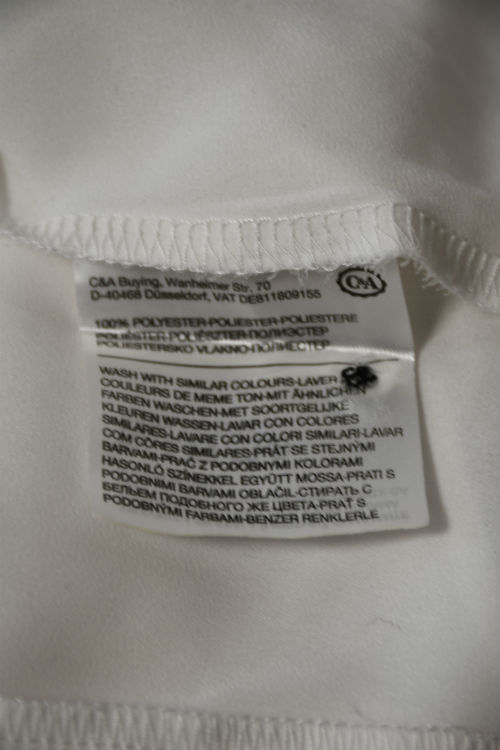 C&A Buying, Wanheimer Str. 70
D-40468 Düsseldorf, VAT DE811809155
C&A
100% POLYESTER-POLIESTER-POLIESTERE
POLIÉSTER-POLIÉSZTER-ПОЛИЭСТЕР
POLIESTERSKO VLAKNO-ПОЛИЕСТЕР
WASH WITH SIMILAR COLOURS-LAVER
COULEURS DE MEME TON-MIT ÄHNLICHEN
FARBEN WASCHEN-MET SOORTGELIJKE
KLEUREN WASSEN-LAVAR CON COLORES
SIMILARES-LAVARE CON COLORI SIMILARI-LAVAR
COM CÔRES SIMILARES-PRÁT SE STEJNÝMI
BARVAMI-PRAĆ Z PODOBNYMI KOLORAMI
HASONLÓ SZÍNEKKEL EGYÜTT MOSSA-PRATI S
PODOBNIMI BARVAMI OBLAČIL-СТИРАТЬ С
БЕЛЬЕМ ПОДОБНОГО ЖЕ ЦВЕТА-PRAŤ S
PODOBNÝMI FARBAMI-BENZER RENKLERLE